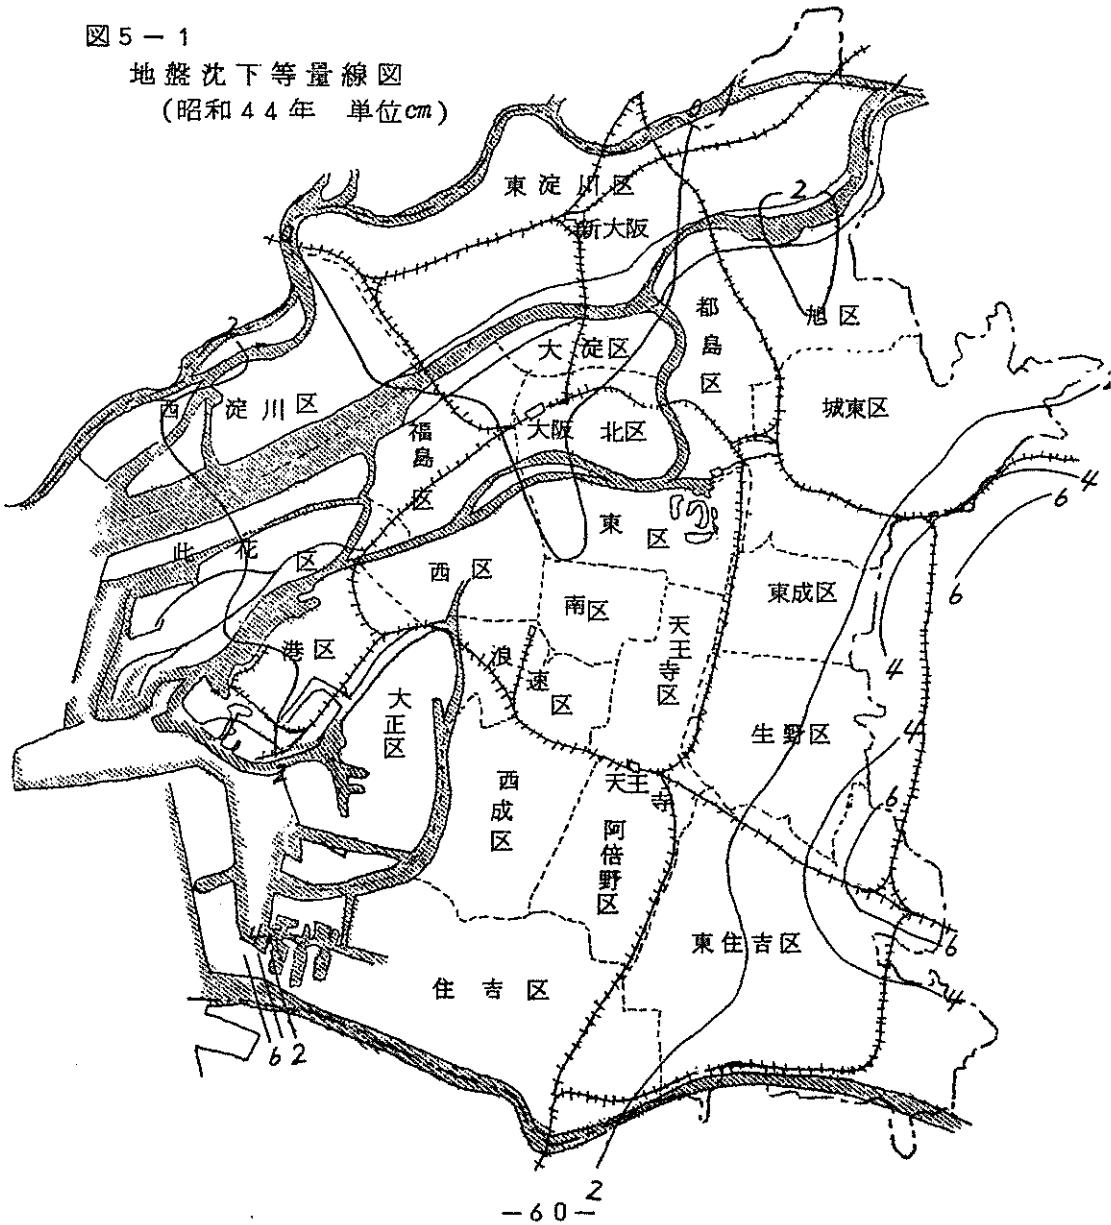 図5-1
地盤沈下等量線図
(昭和44年 単位cm)
0
東淀川区
新大阪
2
旭区
都島区
大淀区
城東区
2
西淀川区
大阪
北区
福島区
4
6
東区
此花区
西区
6
東成区
南区
天王寺区
港区
浪速区
4
大正区
生野区
4
天王寺
西成区
6
阿倍野区
東住吉区
6
住吉区
4
6 2
2
-60-